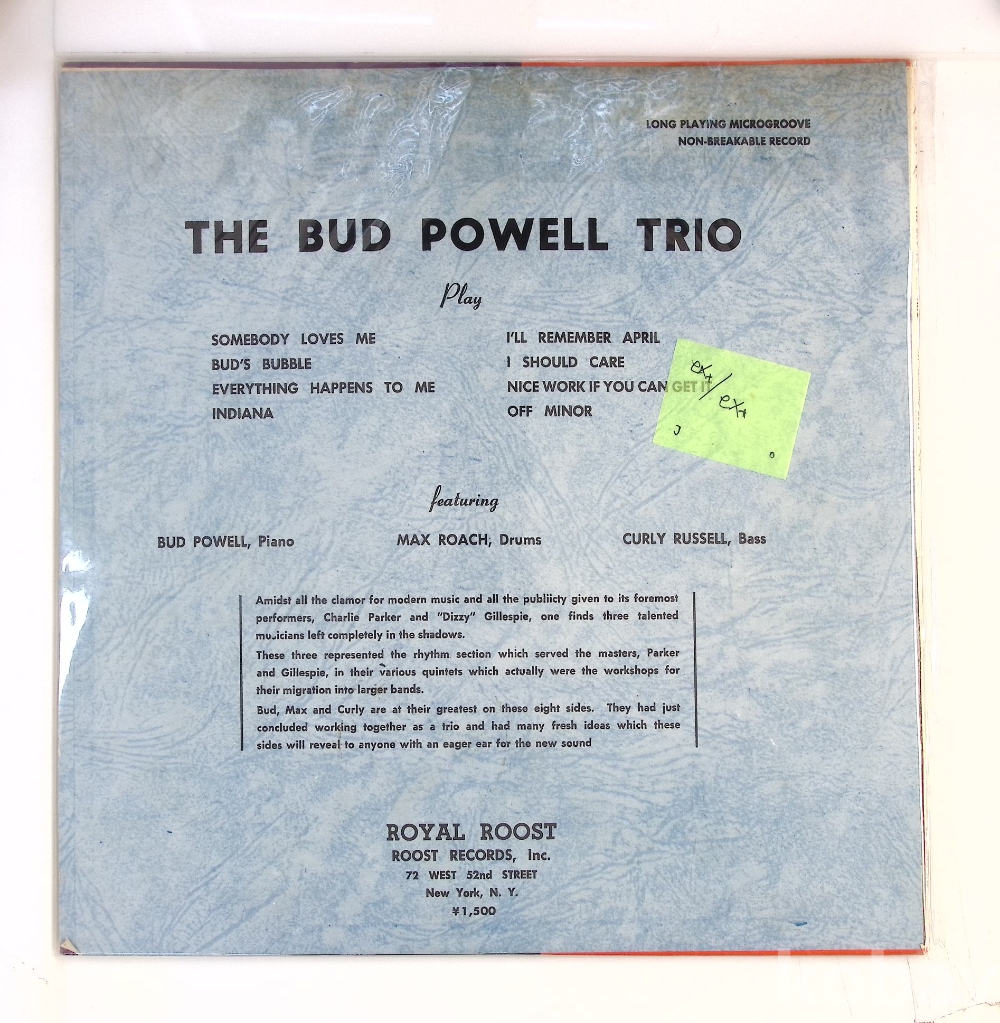 LONG PLAYING MICROGROOVE
NON-BREAKABLE RECORD
THE BUD POWELL TRIO
Play
SOMEBODY LOVES ME
BUD'S BUBBLE
EVERYTHING HAPPENS TO ME
INDIANA
I'LL REMEMBER APRIL
I SHOULD CARE
NICE WORK IF YOU CAN GET IT
OFF MINOR
ex+/ex+
J
o
featuring
BUD POWELL, Piano
MAX ROACH; Drums
CURLY RUSSELL, Bass
Amidst all the clamor for modern music and all the publiicty given to its foremost
performers, Charlie Parker and "Dizzy" Gillespie, one finds three talented
musicians left completely in the shadows.
These three represented the rhythm section which served the masters, Parker
and Gillespie, in their various quintets which actually were the workshops for
their migration into larger bands.
Bud, Max and Curly are at their greatest on these eight sides. They had just
concluded working together as a trio and had many fresh ideas which these
sides will reveal to anyone with an eager ear for the new sound
ROYAL ROOST
ROOST RECORDS, Inc.
72 WEST 52nd STREET
New York, N. Y.
¥1,500